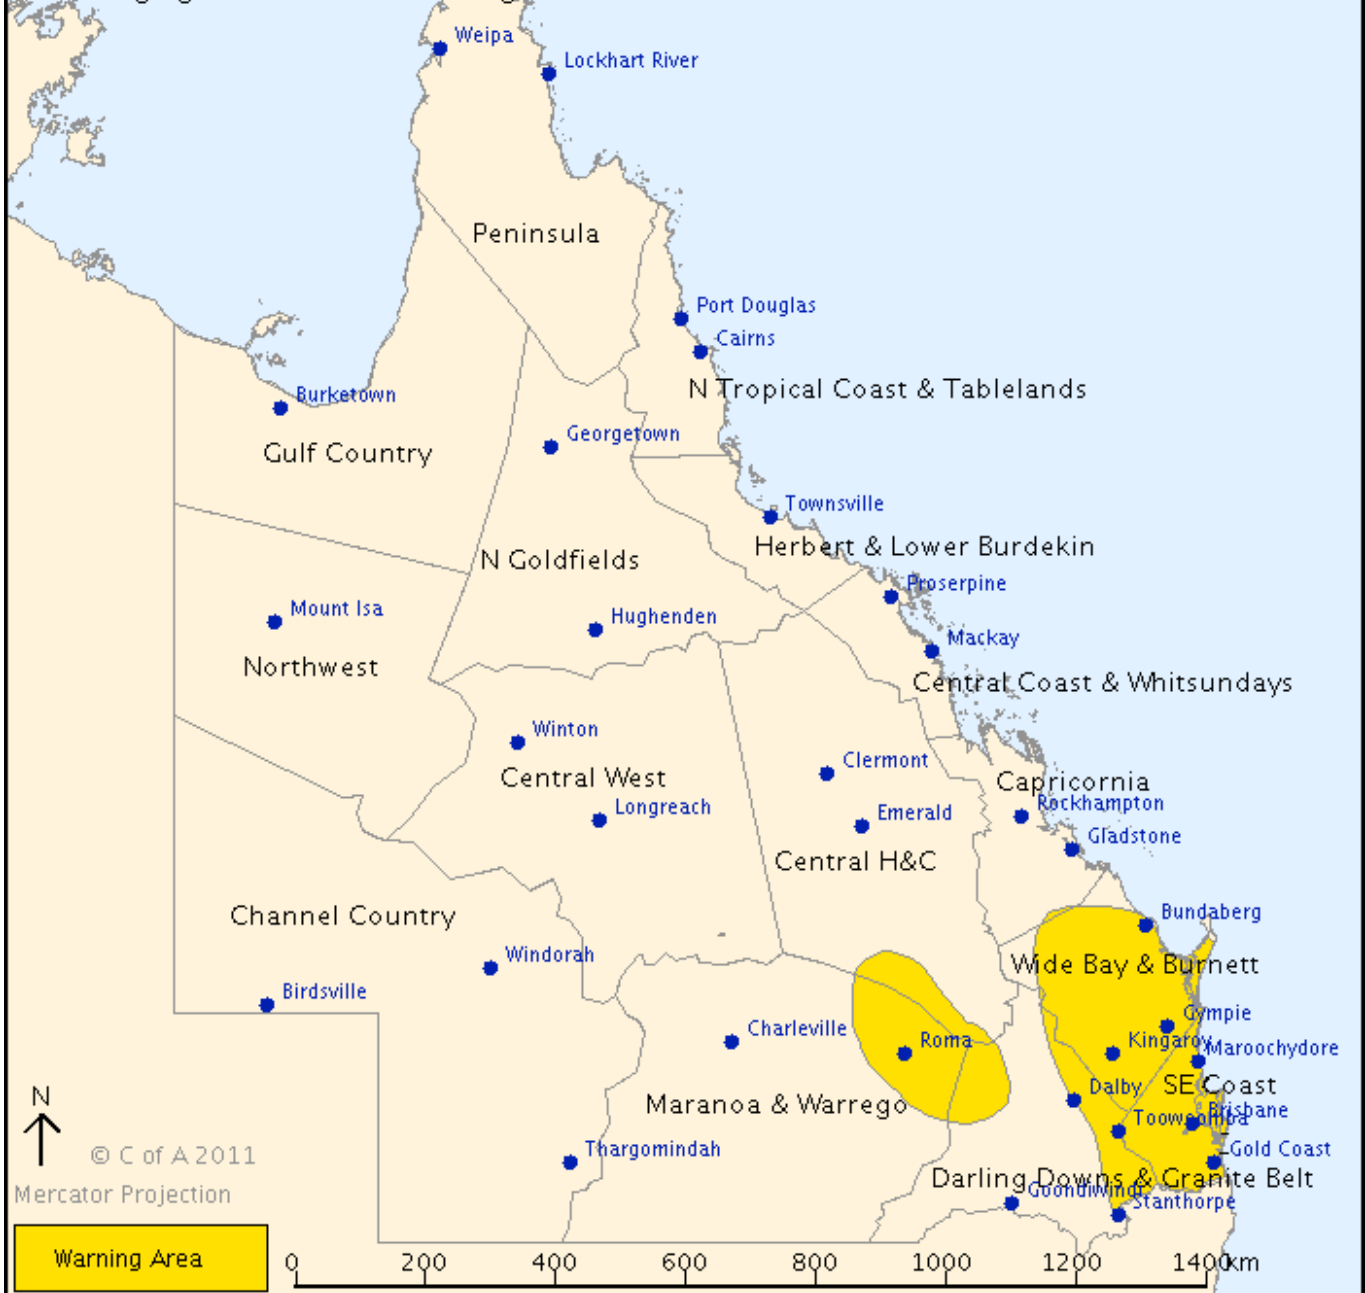 Weipa
Lockhart River
Peninsula
Port Douglas
Cairns
N Tropical Coast & Tablelands
Burketown
Georgetown
Gulf Country
Townsville
Herbert & Lower Burdekin
N Goldfields
Proserpine
Mount Isa
Hughenden
Mackay
Northwest
Central Coast & Whitsundays
Winton
Clermont
Central West
Capricornia
Longreach
Rockhampton
Emerald
Gladstone
Central H&C
Channel Country
Bundaberg
Windorah
Wide Bay & Burnett
Birdsville
Gympie
Charleville
Roma
Kingaroy
Maroochydore
Dalby
SE Coast
N
Maranoa & Warrego
Brisbane
Toowoomba
© C of A 2011
Thargomindah
Gold Coast
Mercator Projection
Darling Downs & Granite Belt
Goondiwindi
Stanthorpe
Warning Area
0 200 400 600 800 1000 1200 1400km